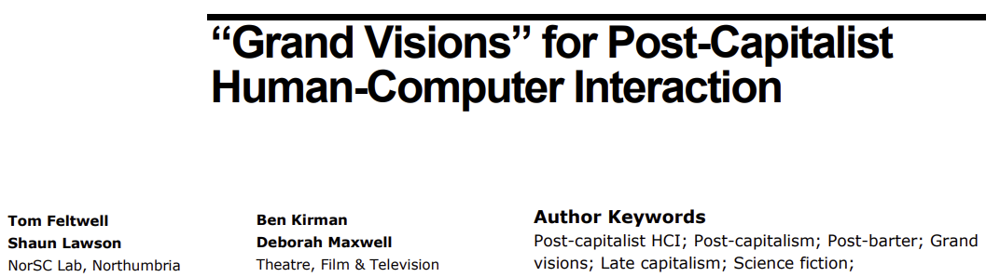 “Grand Visions” for Post-Capitalist
Human-Computer Interaction
Tom Feltwell
Shaun Lawson
NorSC Lab, Northumbria
Ben Kirman
Deborah Maxwell
Theatre, Film & Television
Author Keywords
Post-capitalist HCI; Post-capitalism; Post-barter; Grand
visions; Late capitalism; Science fiction;